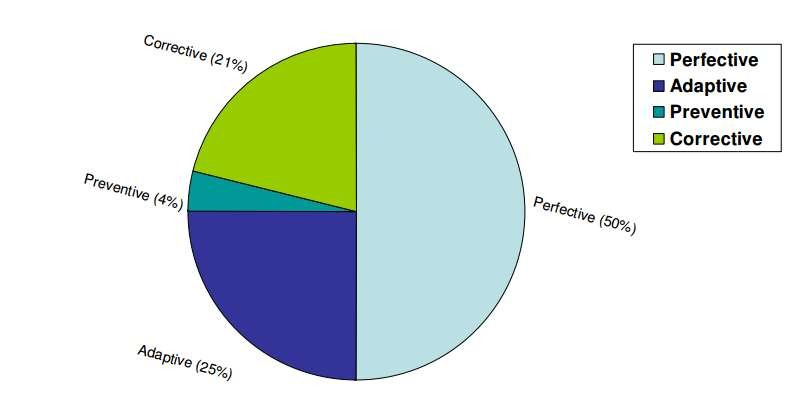 Corrective (21%)
Perfective
Adaptive
Preventive
Corrective
Preventive (4%)
Perfective (50%)
Adaptive (25%)